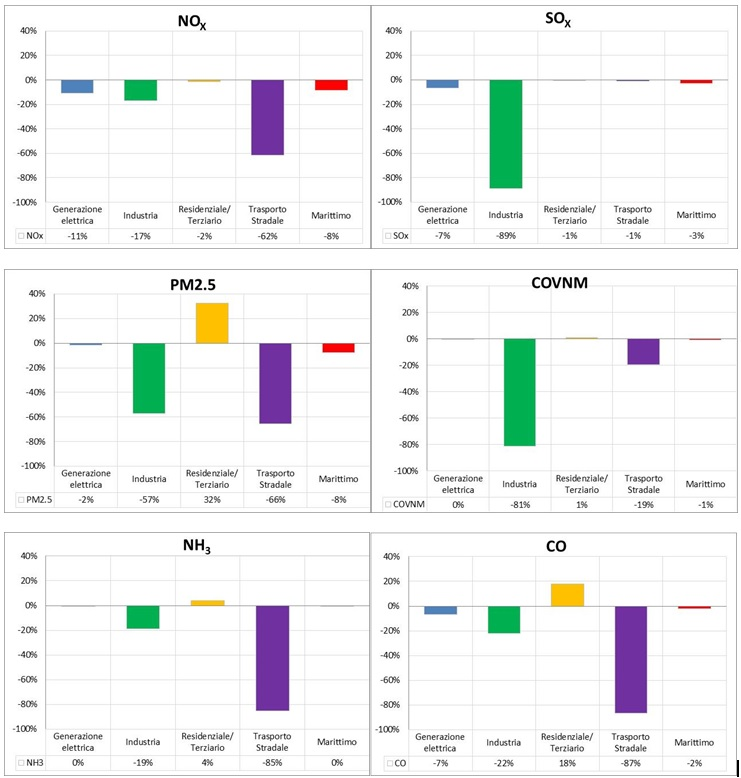 NOX
40%
20%
0%
-20%
-40%
-60%
-80%
-100%
Generazione elettrica Industria Residenziale/ Terziario Trasporto Stradale Marittimo
NOx -11% -17% -2% -62% -8%
SOX
40%
20%
0%
-20%
-40%
-60%
-80%
-100%
Generazione elettrica Industria Residenziale/ Terziario Trasporto Stradale Marittimo
SOx -7% -89% -1% -1% -3%
PM2.5
40%
20%
0%
-20%
-40%
-60%
-80%
-100%
Generazione elettrica Industria Residenziale/ Terziario Trasporto Stradale Marittimo
PM2.5 -2% -57% 32% -66% -8%
COVNM
40%
20%
0%
-20%
-40%
-60%
-80%
-100%
Generazione elettrica Industria Residenziale/ Terziario Trasporto Stradale Marittimo
COVNM 0% -81% 1% -19% -1%
NH3
40%
20%
0%
-20%
-40%
-60%
-80%
-100%
Generazione elettrica Industria Residenziale/ Terziario Trasporto Stradale Marittimo
NH3 0% -19% 4% -85% 0%
CO
40%
20%
0%
-20%
-40%
-60%
-80%
-100%
Generazione elettrica Industria Residenziale/ Terziario Trasporto Stradale Marittimo
CO -7% -22% 18% -87% -2%